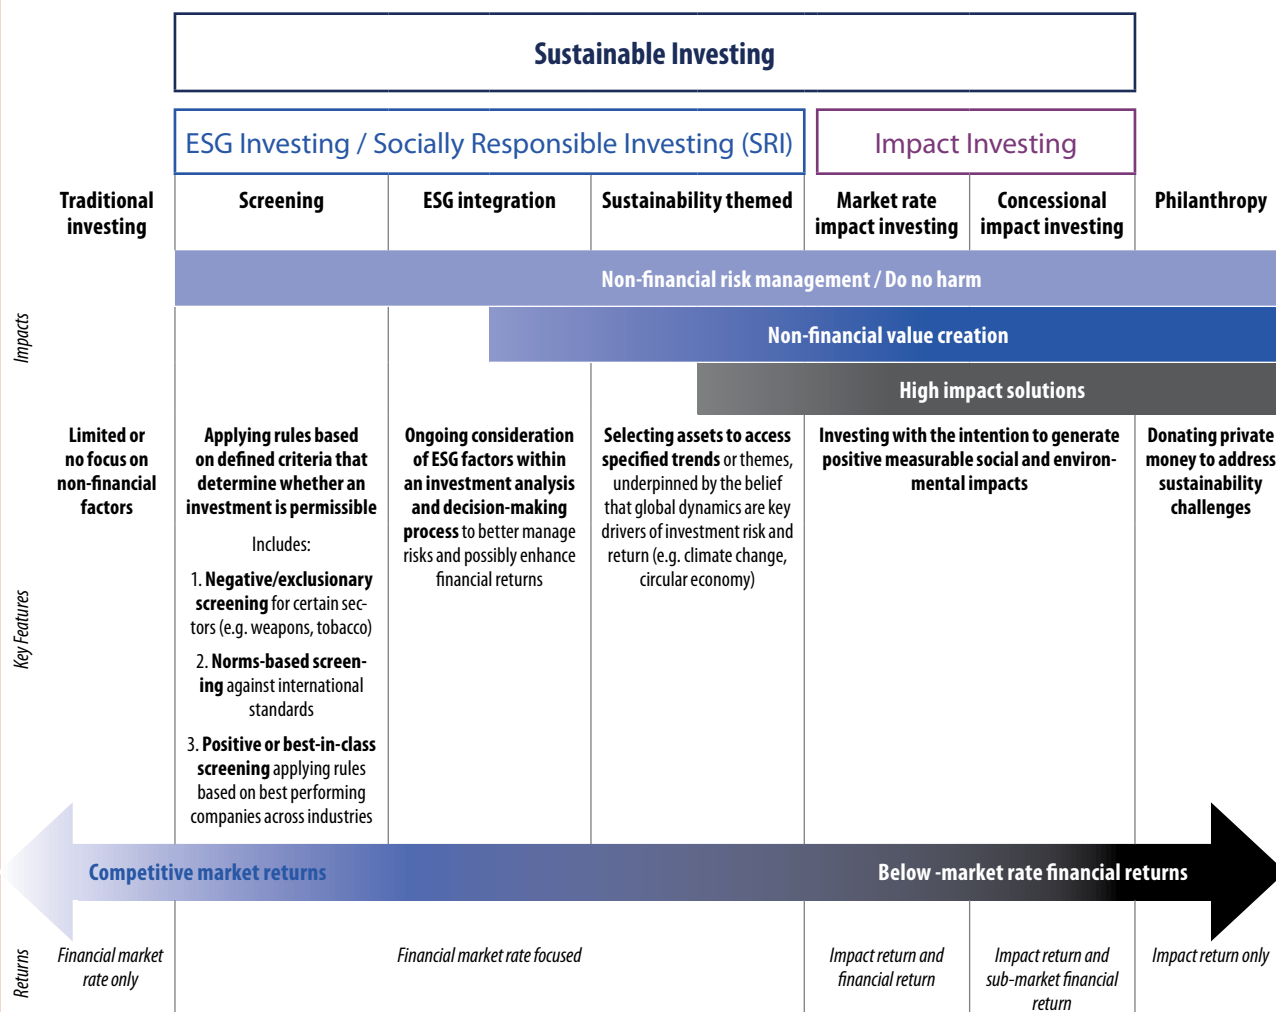 Sustainable Investing
ESG Investing / Socially Responsible Investing (SRI)
Impact Investing
Traditional
investing
Screening
ESG integration
Sustainability themed
Market rate
impact investing
Concessional
impact investing
Philanthropy
Impacts
Non-financial risk management / Do no harm
Non-financial value creation
High impact solutions
Key Features
Limited or
no focus on
non-financial
factors
Applying rules based
on defined criteria that
determine whether an
investment is permissible
Includes:
1. Negative/exclusionary
screening for certain sec-
tors (e.g. weapons, tobacco)
2. Norms-based screen-
ing against international
standards
3. Positive or best-in-class
screening applying rules
based on best performing
companies across industries
Ongoing consideration
of ESG factors within
an investment analysis
and decision-making
process to better manage
risks and possibly enhance
financial returns
Selecting assets to access
specified trends or themes,
underpinned by the belief
that global dynamics are key
drivers of investment risk and
return (e.g. climate change,
circular economy)
Investing with the intention to generate
positive measurable social and environ-
mental impacts
Donating private
money to address
sustainability
challenges
Competitive market returns
Below -market rate financial returns
Returns
Financial market
rate only
Financial market rate focused
Impact return and
financial return
Impact return and
sub-market financial
return
Impact return only